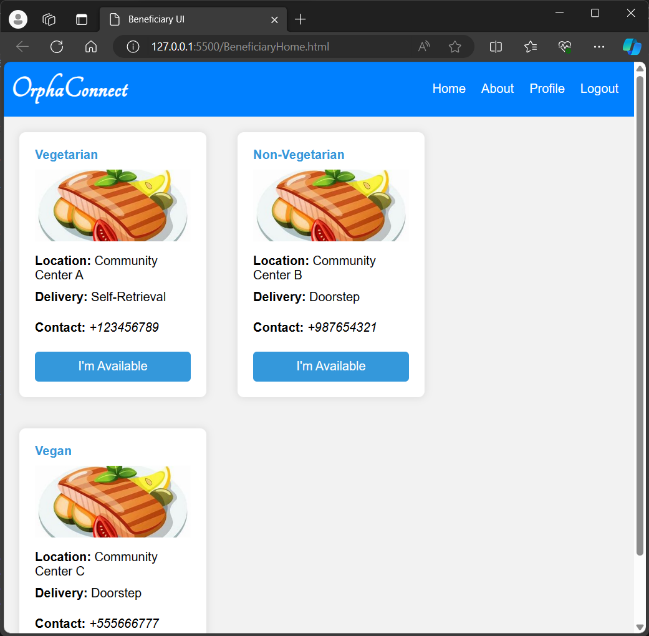 Beneficiary UI
127.0.0.1:5500/BeneficiaryHome.html
OrphaConnect
Home About Profile Logout
Vegetarian
Location: Community
Center A
Delivery: Self-Retrieval
Contact: +123456789
I'm Available
Non-Vegetarian
Location: Community
Center B
Delivery: Doorstep
Contact: +987654321
I'm Available
Vegan
Location: Community
Center C
Delivery: Doorstep
Contact: +555666777